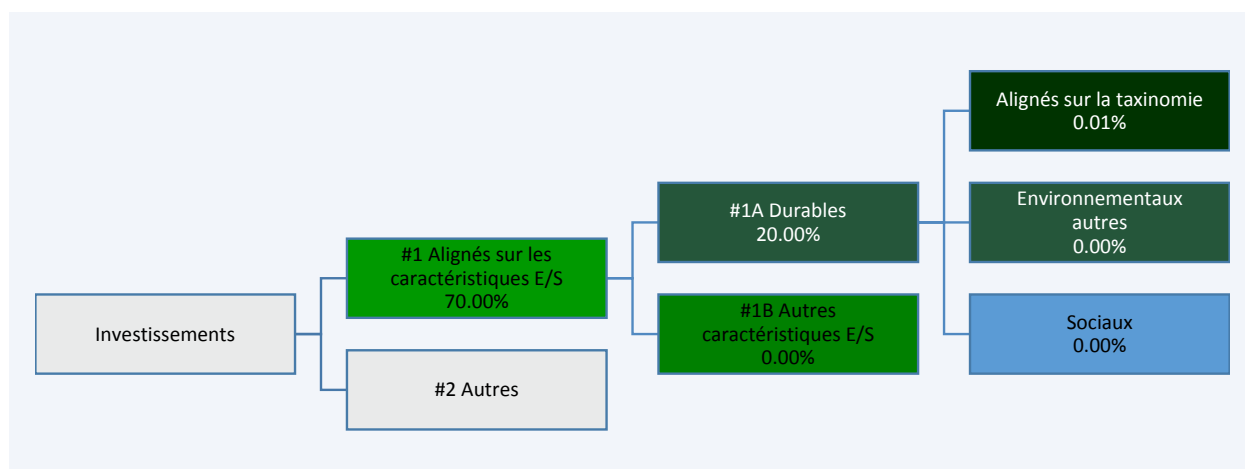 Investissements
#1 Alignés sur les
caractéristiques E/S
70.00%
#2 Autres
#1A Durables
20.00%
#1B Autres
caractéristiques E/S
0.00%
Alignés sur la taxinomie
0.01%
Environnementaux
autres
0.00%
Sociaux
0.00%